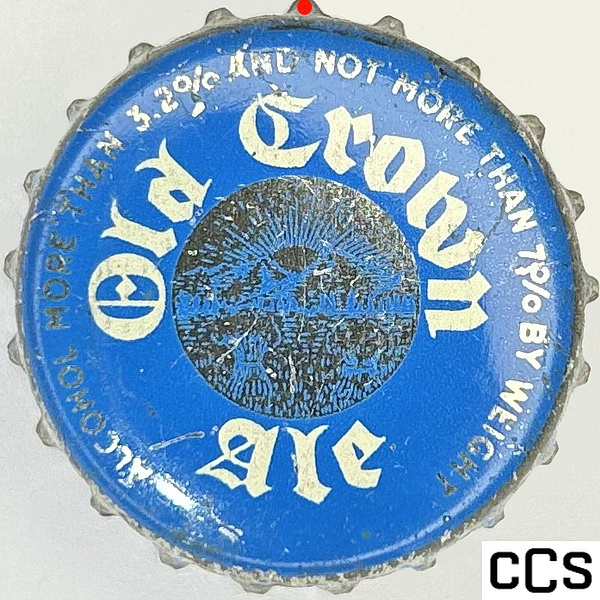 ALCOHOL MORE THAN 3.2% AND NOT MORE THAN 7% BY WEIGHT
Old Crown
Ale
CCS